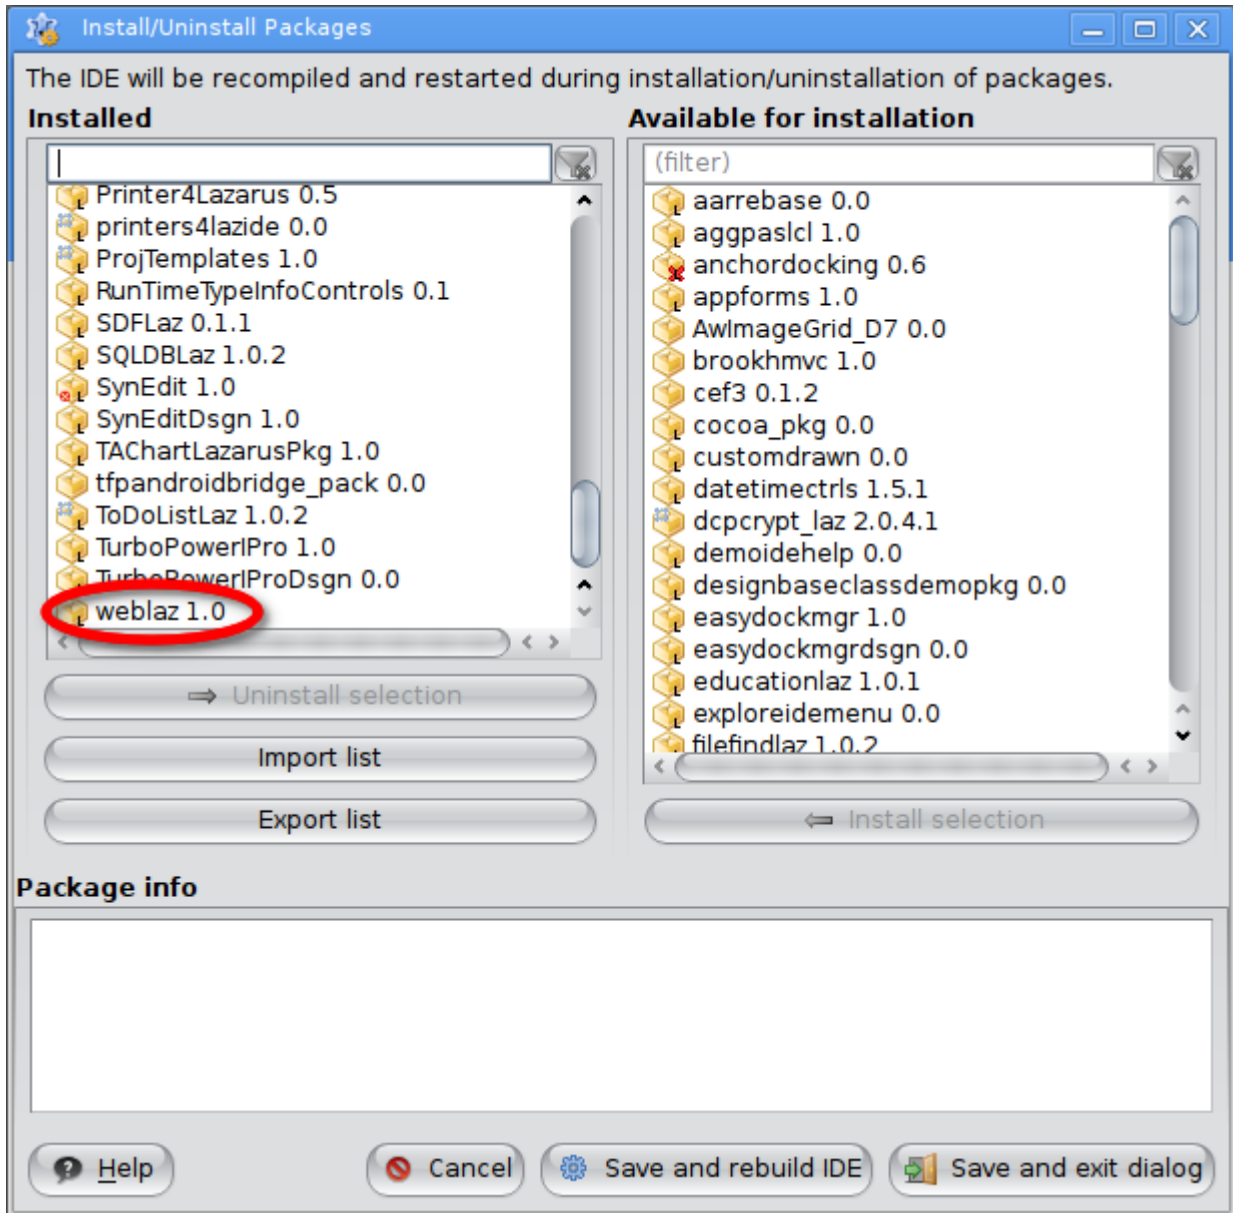 Install/Uninstall Packages
The IDE will be recompiled and restarted during installation/uninstallation of packages.
Installed
Printer4Lazarus 0.5
printers4lazide 0.0
ProjTemplates 1.0
RunTimeTypeInfoControls 0.1
SDFLaz 0.1.1
SQLDBLaz 1.0.2
SynEdit 1.0
SynEditDsgn 1.0
TAChartLazarusPkg 1.0
tfpandroidbridge_pack 0.0
ToDoListLaz 1.0.2
TurboPowerIPro 1.0
TurboPowerIProDsgn 0.0
weblaz 1.0
Uninstall selection
Import list
Export list
Available for installation
(filter)
aarrebase 0.0
aggpaslcl 1.0
anchordocking 0.6
appforms 1.0
AwImageGrid_D7 0.0
brookhmvc 1.0
cef3 0.1.2
cocoa_pkg 0.0
customdrawn 0.0
datetimectrls 1.5.1
dcpcrypt_laz 2.0.4.1
demoidehelp 0.0
designbaseclassdemopkg 0.0
easydockmgr 1.0
easydockmgrdsgn 0.0
educationlaz 1.0.1
exploreidemenu 0.0
filefindlaz 1.0.2
Install selection
Package info
Help
Cancel
Save and rebuild IDE
Save and exit dialog